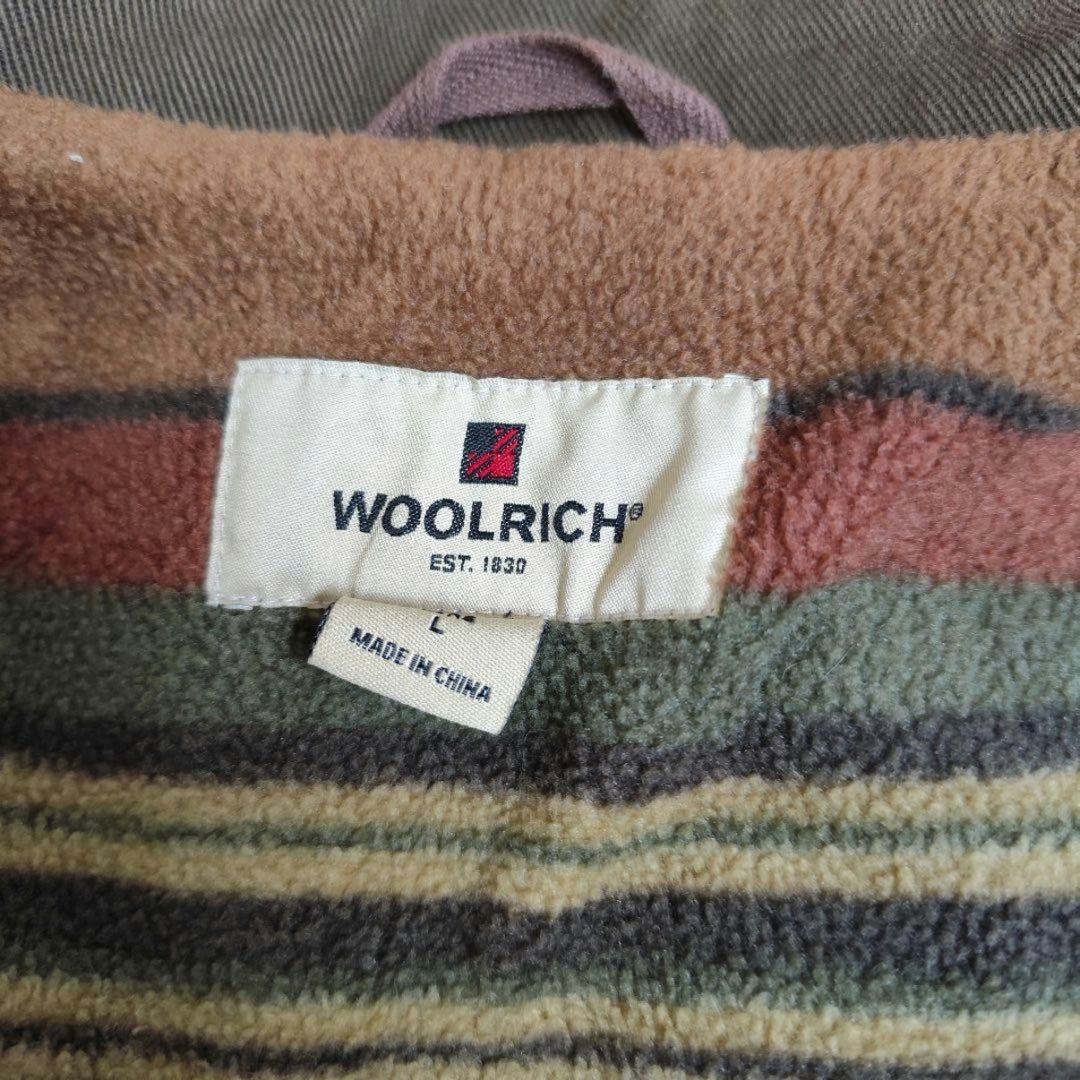 WOOLRICH®
EST. 1830
L
MADE IN CHINA